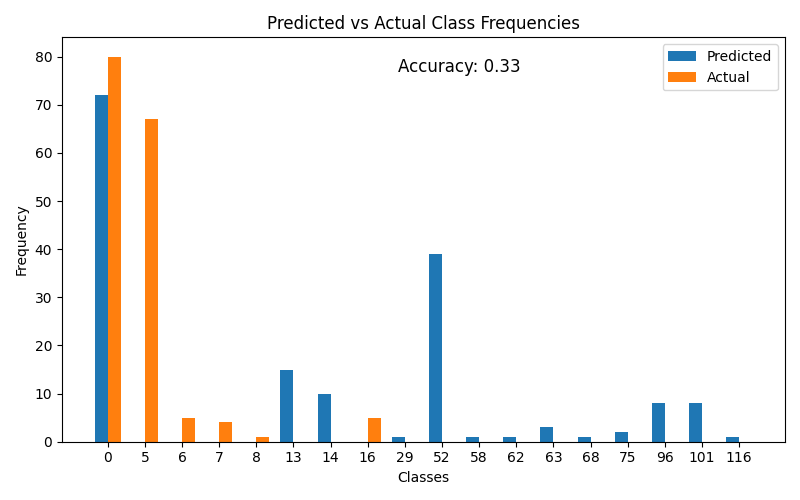 Predicted vs Actual Class Frequencies
Accuracy: 0.33
Predicted
Actual
Frequency
80
70
60
50
40
30
20
10
0
0 5 6 7 8 13 14 16 29 52 58 62 63 68 75 96 101 116
Classes